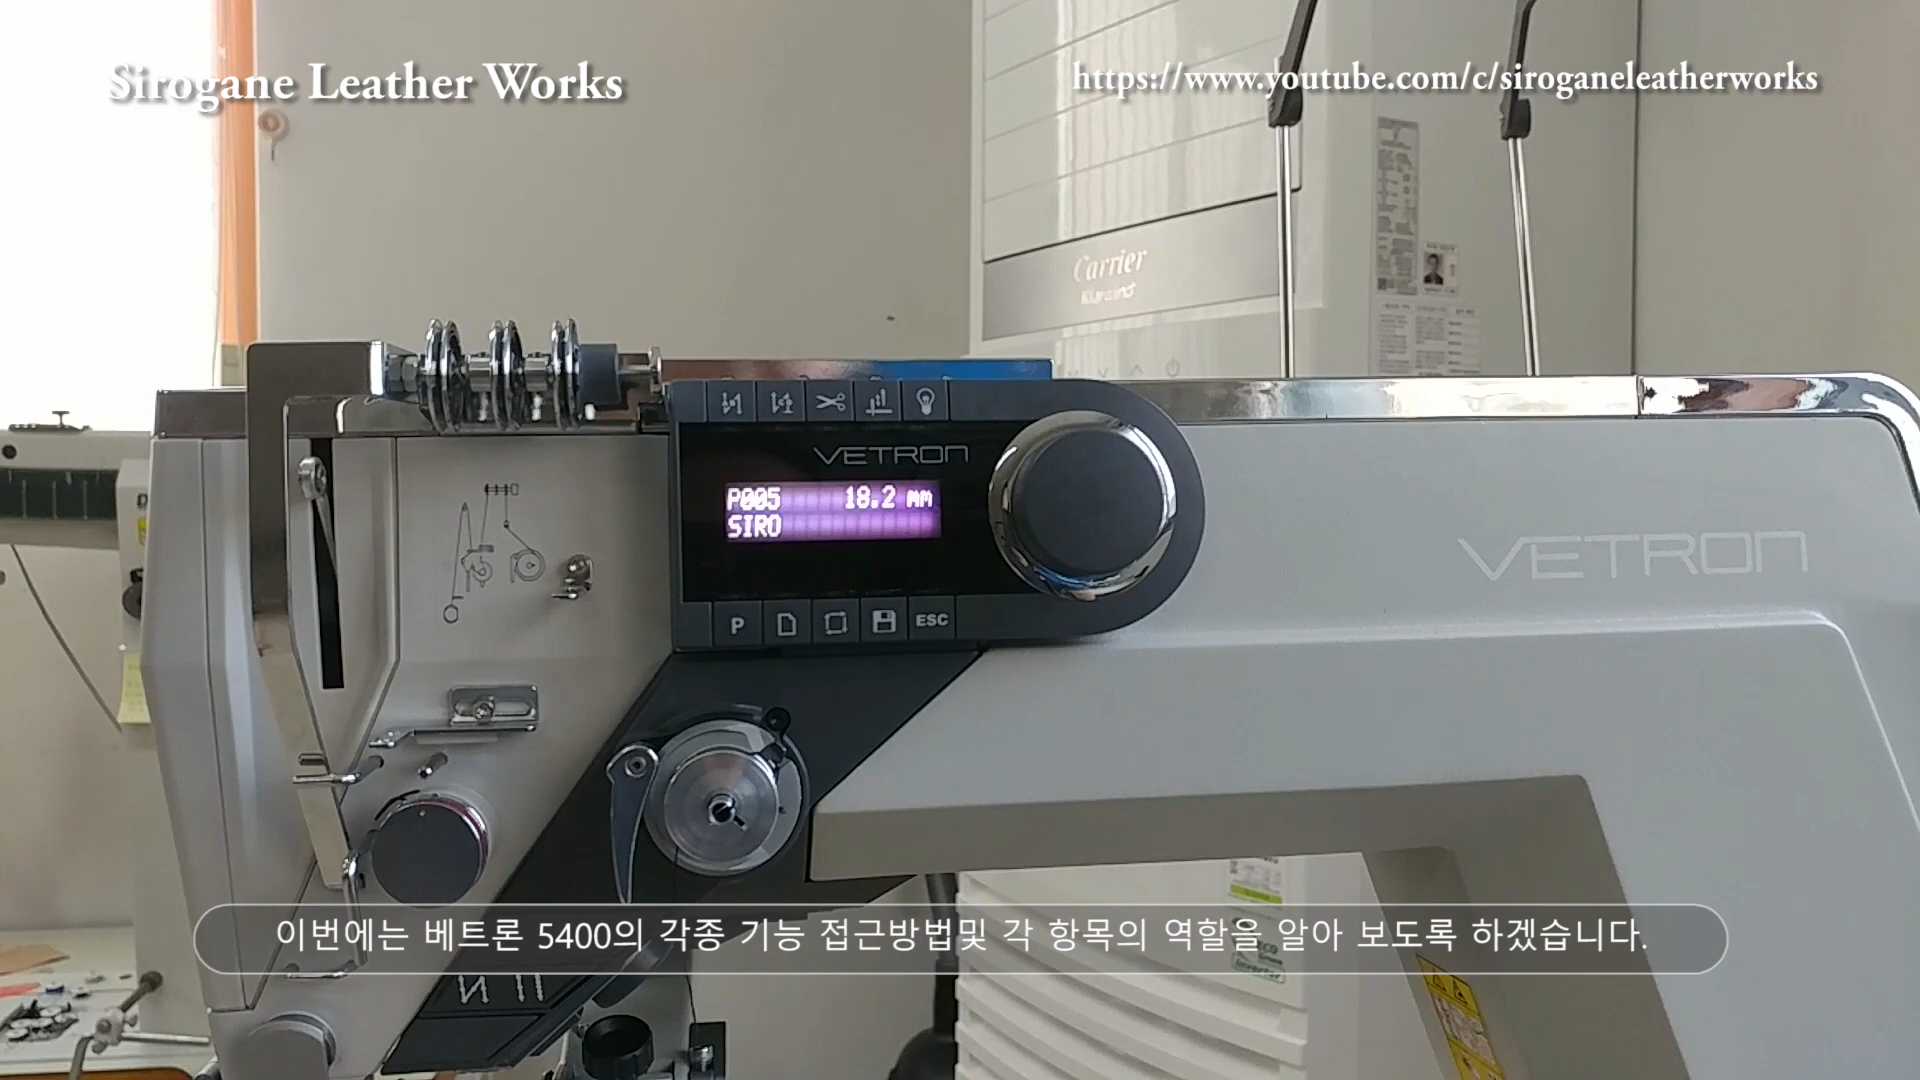 Sirogane Leather Works
https://www.youtube.com/c/siroganeleatherworks
Carrier
VETRON
P005 18.2 mm
SIRO
P
ESC
VETRON
이번에는 베트론 5400의 각종 기능 접근방법및 각 항목의 역할을 알아 보도록 하겠습니다.